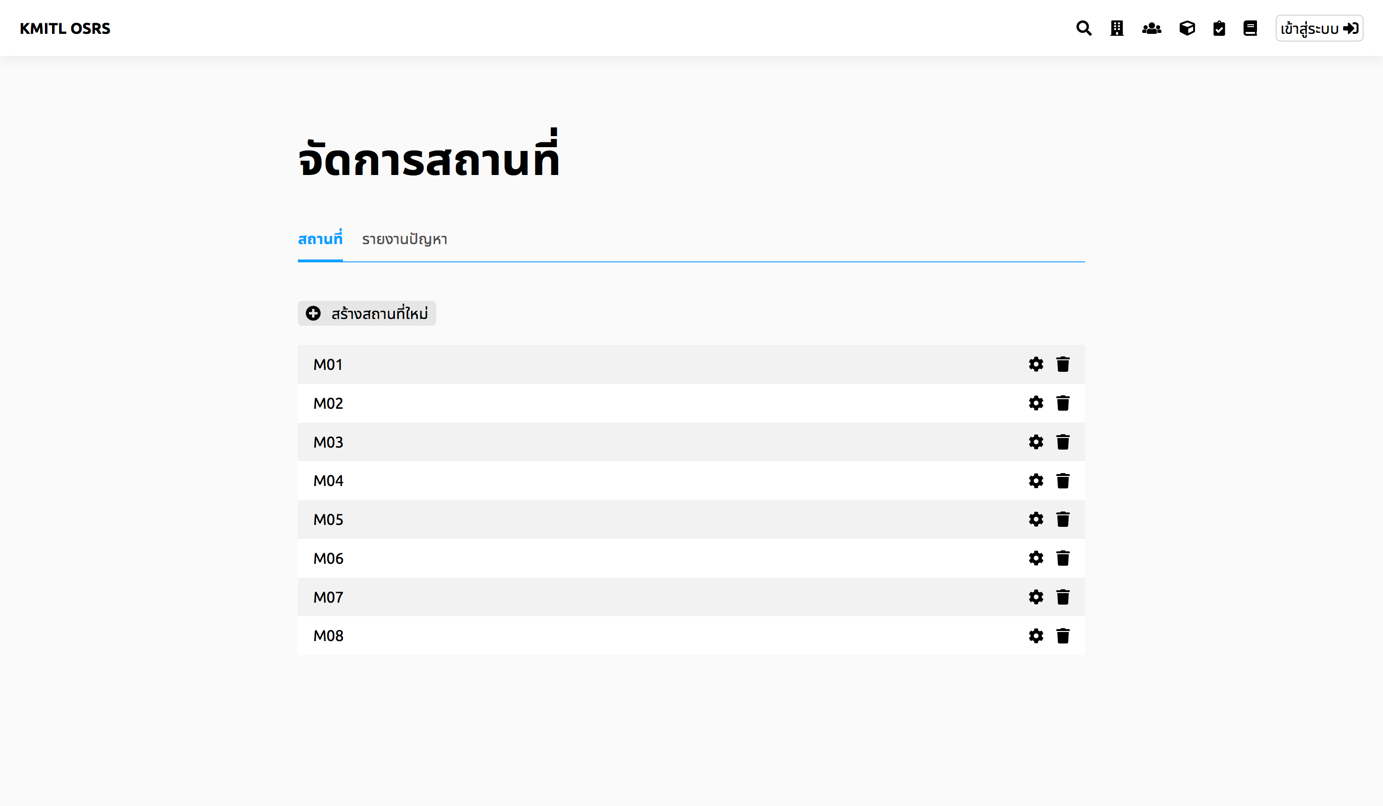 KMITL OSRS
เข้าสู่ระบบ
จัดการสถานที่
สถานที่ รายงานปัญหา
สร้างสถานที่ใหม่
M01
M02
M03
M04
M05
M06
M07
M08